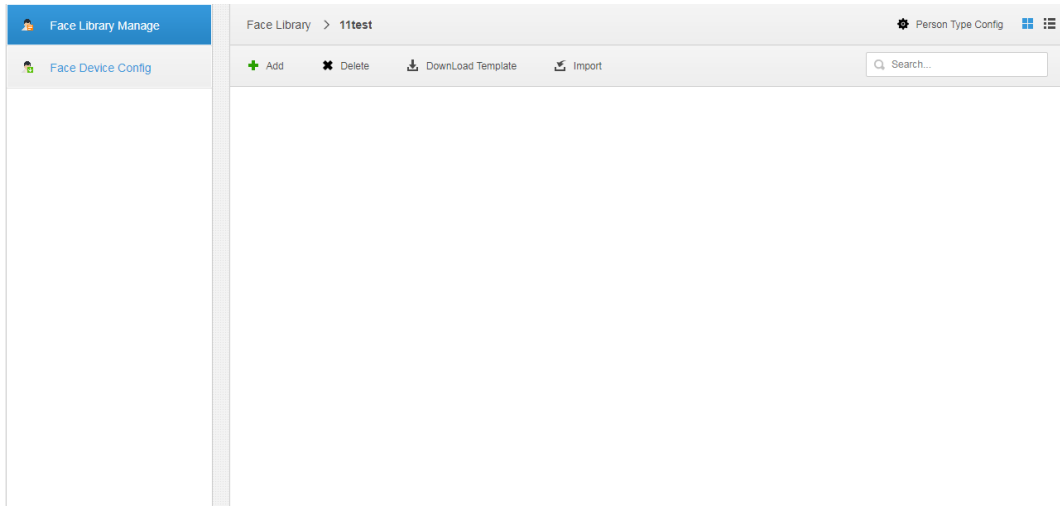 Face Library Manage
Face Device Config
Face Library > 11test
Person Type Config
Add
Delete
DownLoad Template
Import
Search...